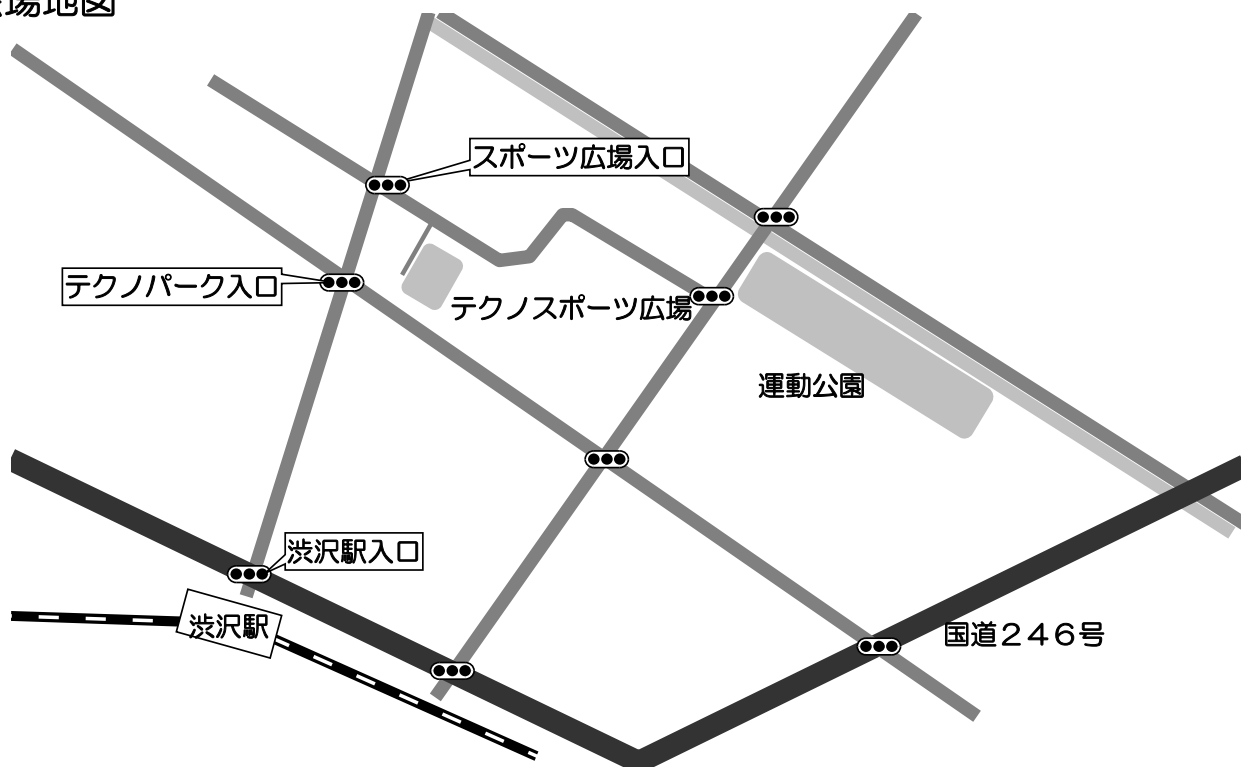 場地図
スポーツ広場入口
テクノパーク入口
テクノスポーツ広場
運動公園
渋沢駅入口
渋沢駅
国道２４６号